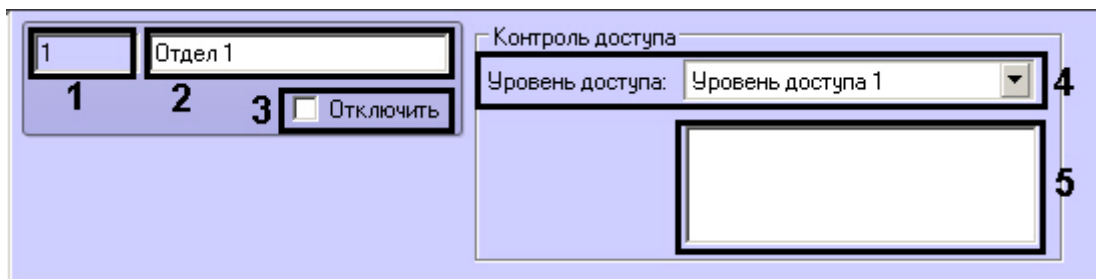 1
Отдел 1
1
2
3
Отключить
Контроль доступа
Уровень доступа:
Уровень доступа 1
4
5